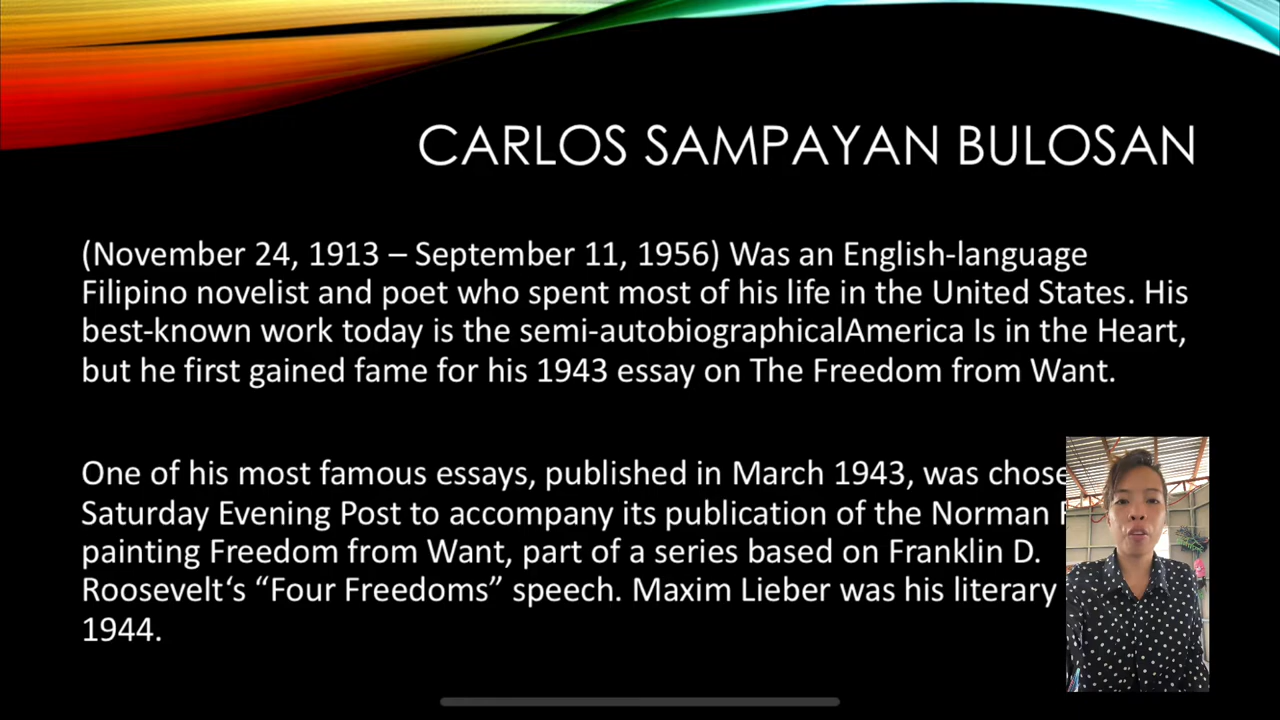 CARLOS SAMPAYAN BULOSAN
(November 24, 1913 – September 11, 1956) Was an English-language
Filipino novelist and poet who spent most of his life in the United States. His
best-known work today is the semi-autobiographicalAmerica Is in the Heart,
but he first gained fame for his 1943 essay on The Freedom from Want.
One of his most famous essays, published in March 1943, was chose
Saturday Evening Post to accompany its publication of the Norman
painting Freedom from Want, part of a series based on Franklin D.
Roosevelt‘s “Four Freedoms” speech. Maxim Lieber was his literary
1944.